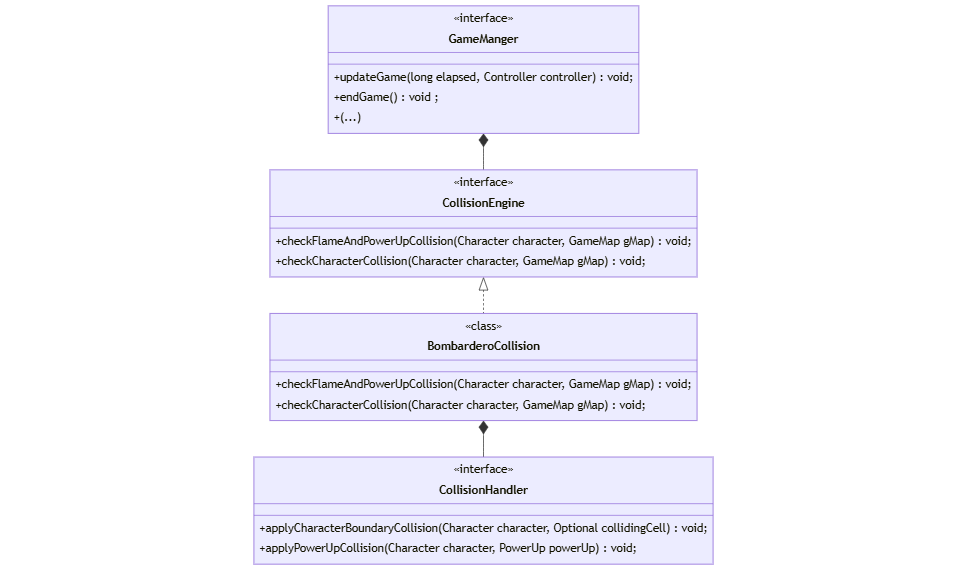 «interface»
GameManger
+updateGame(long elapsed, Controller controller) : void;
+endGame() : void ;
+(...)
«interface»
CollisionEngine
+checkFlameAndPowerUpCollision(Character character, GameMap gMap) : void;
+checkCharacterCollision(Character character, GameMap gMap) : void;
«class»
BombarderoCollision
+checkFlameAndPowerUpCollision(Character character, GameMap gMap) : void;
+checkCharacterCollision(Character character, GameMap gMap) : void;
«interface»
CollisionHandler
+applyCharacterBoundaryCollision(Character character, Optional collidingCell) : void;
+applyPowerUpCollision(Character character, PowerUp powerUp) : void;